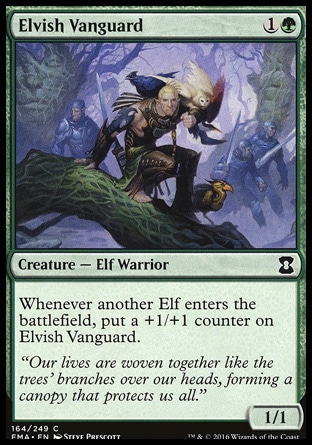 Elvish Vanguard 1
Creature — Elf Warrior
Whenever another Elf enters the
battlefield, put a +1/+1 counter on
Elvish Vanguard.
“Our lives are woven together like the
trees’ branches over our heads, forming a
canopy that protects us all.”
1/1
164/249 C
EMA • EN Steve Prescott
™ & © 2016 Wizards of the Coast